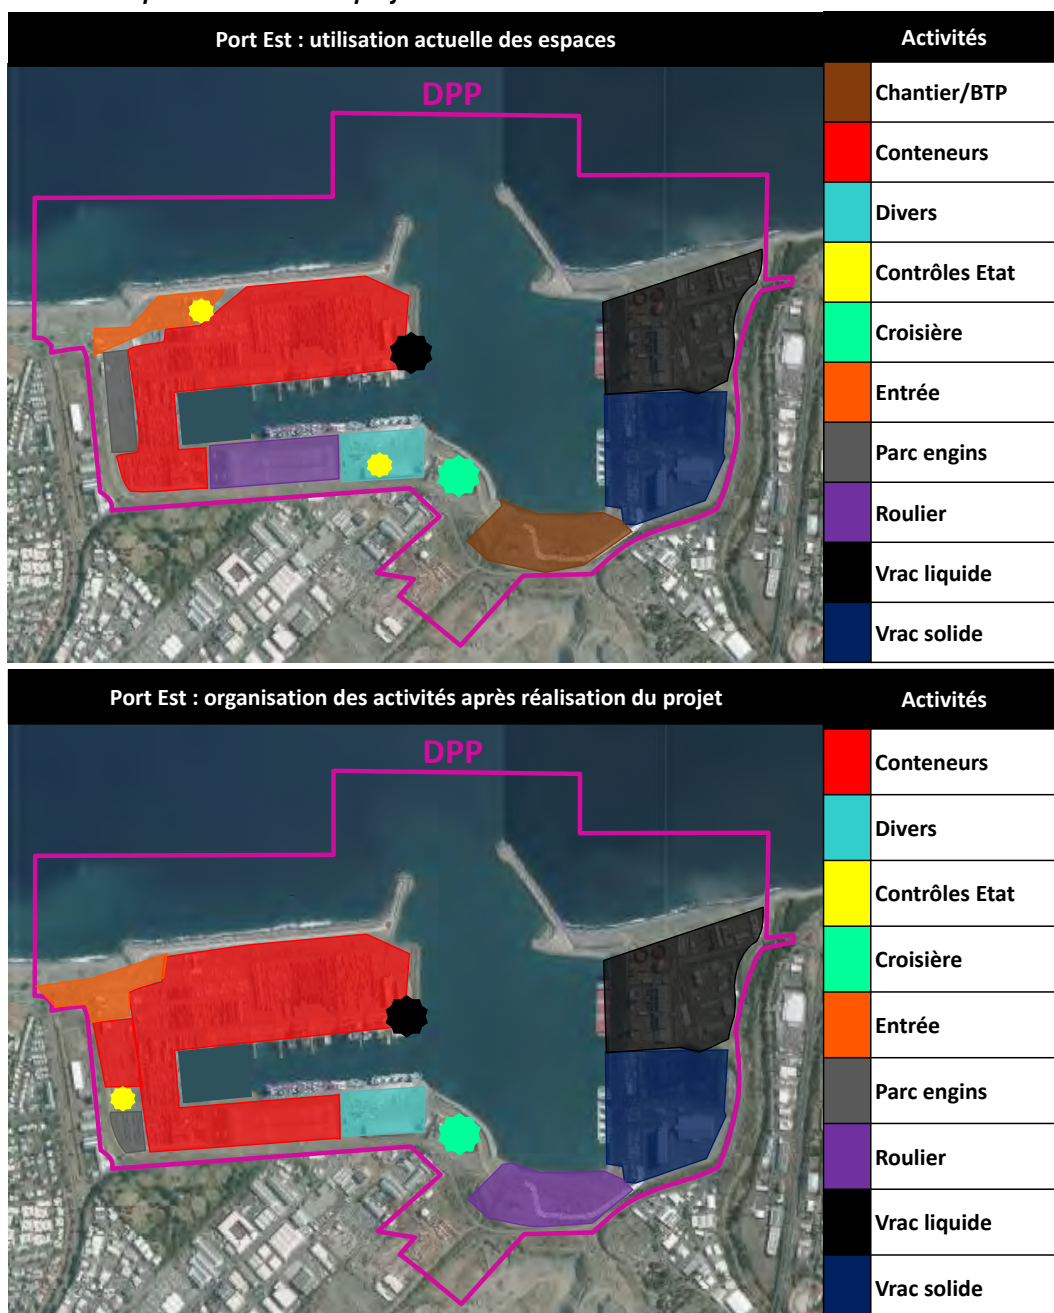 Port Est : utilisation actuelle des espaces
Activités
DPP
Chantier/BTP
Conteneurs
Divers
Contrôles Etat
Croisière
Entrée
Parc engins
Roulier
Vrac liquide
Vrac solide
Port Est : organisation des activités après réalisation du projet
Activités
DPP
Conteneurs
Divers
Contrôles Etat
Croisière
Entrée
Parc engins
Roulier
Vrac liquide
Vrac solide